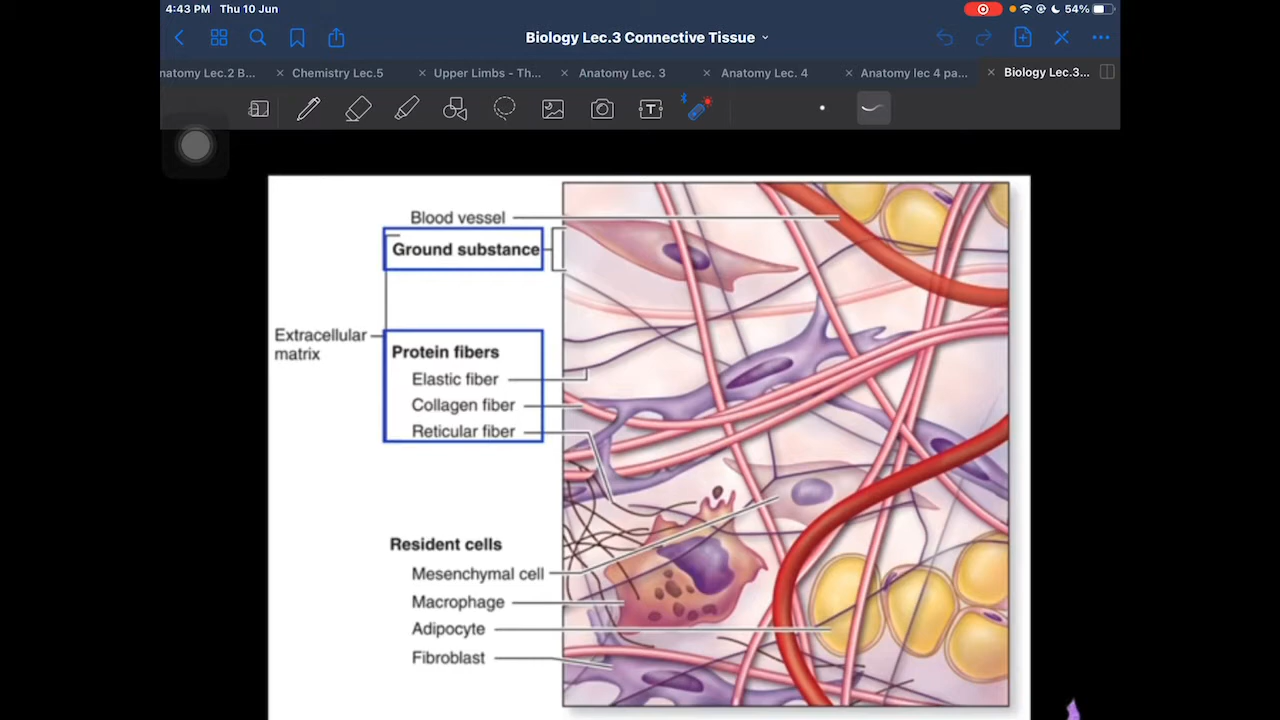 4:43 PM Thu 10 Jun
54%
Biology Lec.3 Connective Tissue
natomy Lec.2 B...
Chemistry Lec.5
Upper Limbs - Th...
Anatomy Lec. 3
Anatomy Lec. 4
Anatomy lec 4 pa...
Biology Lec.3...
Blood vessel
Ground substance
Extracellular
matrix
Protein fibers
Elastic fiber
Collagen fiber
Reticular fiber
Resident cells
Mesenchymal cell
Macrophage
Adipocyte
Fibroblast